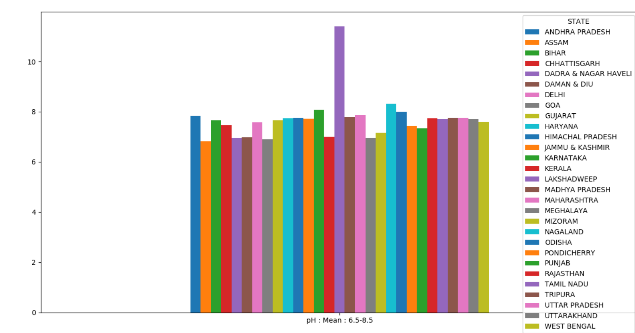 STATE
ANDHRA PRADESH
ASSAM
BIHAR
CHHATTISGARH
DADRA & NAGAR HAVELI
DAMAN & DIU
DELHI
GOA
GUJARAT
HARYANA
HIMACHAL PRADESH
JAMMU & KASHMIR
KARNATAKA
KERALA
LAKSHADWEEP
MADHYA PRADESH
MAHARASHTRA
MEGHALAYA
MIZORAM
NAGALAND
ODISHA
PONDICHERRY
PUNJAB
RAJASTHAN
TAMIL NADU
TRIPURA
UTTAR PRADESH
UTTARAKHAND
WEST BENGAL
10
8
6
4
2
0
pH : Mean : 6.5-8.5